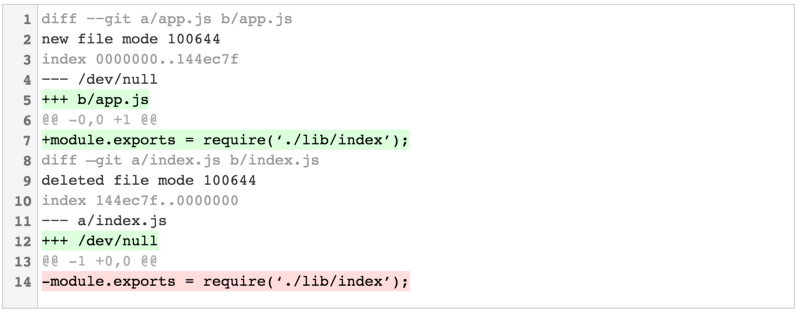 1 diff --git a/app.js b/app.js
2 new file mode 100644
3 index 0000000..144ec7f
4 --- /dev/null
5 +++ b/app.js
6 @@ -0,0 +1 @@
7 +module.exports = require(‘./lib/index’);
8 diff —git a/index.js b/index.js
9 deleted file mode 100644
10 index 144ec7f..0000000
11 --- a/index.js
12 +++ /dev/null
13 @@ -1 +0,0 @@
14 -module.exports = require(‘./lib/index’);